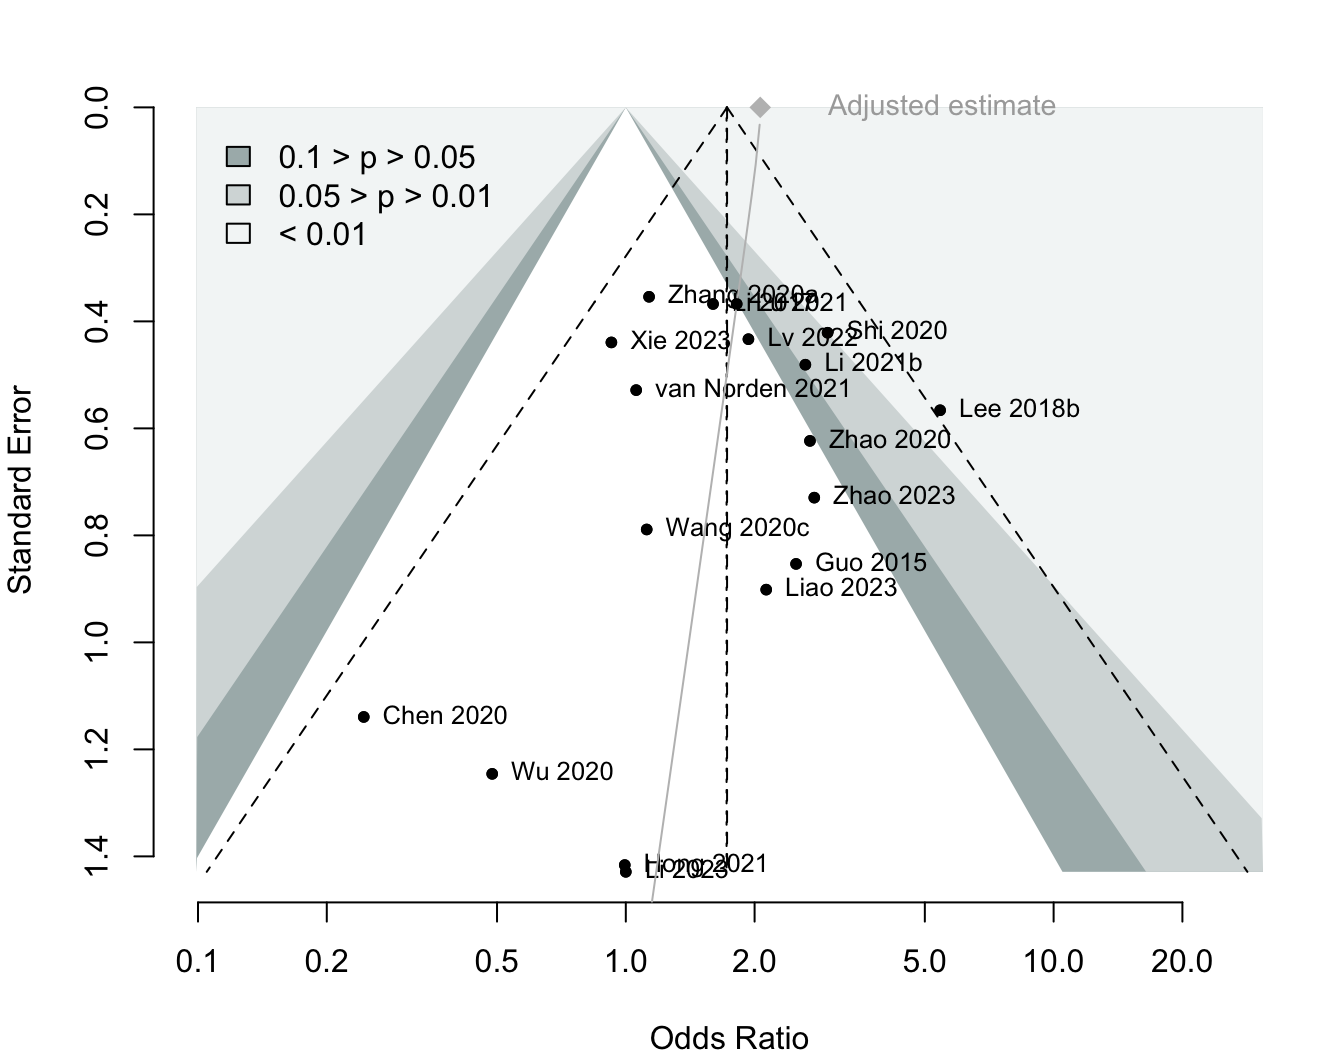 Adjusted estimate
0.1 > p > 0.05
0.05 > p > 0.01
< 0.01
Zhang 2020a
2021
Shi 2020
Xie 2023
Lv 2022
Li 2021b
van Norden 2021
Lee 2018b
Zhao 2020
Zhao 2023
Wang 2020c
Guo 2015
Liao 2023
Chen 2020
Wu 2020
Hong 2021
Li 2023
Standard Error
0.0
0.2
0.4
0.6
0.8
1.0
1.2
1.4
0.1 0.2 0.5 1.0 2.0 5.0 10.0 20.0
Odds Ratio